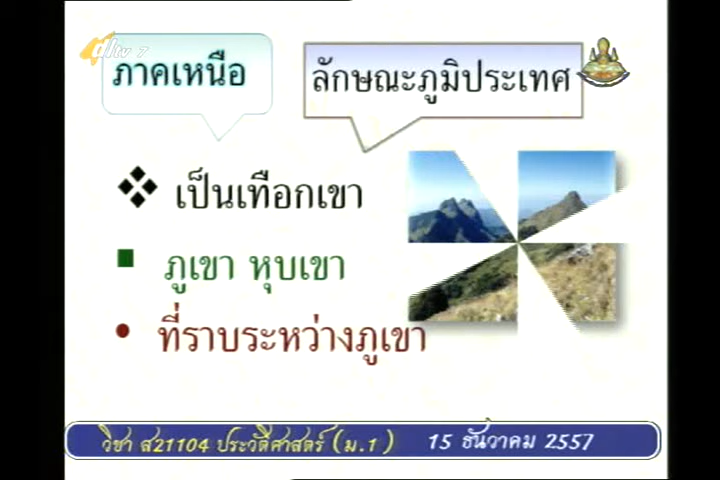 dltv 7
ภาคเหนือ
ลักษณะภูมิประเทศ
เป็นเทือกเขา
ภูเขา หุบเขา
ที่ราบระหว่างภูเขา
วิชา ส21104 ประวัติศาสตร์ (ม.1) 15 ธันวาคม 2557